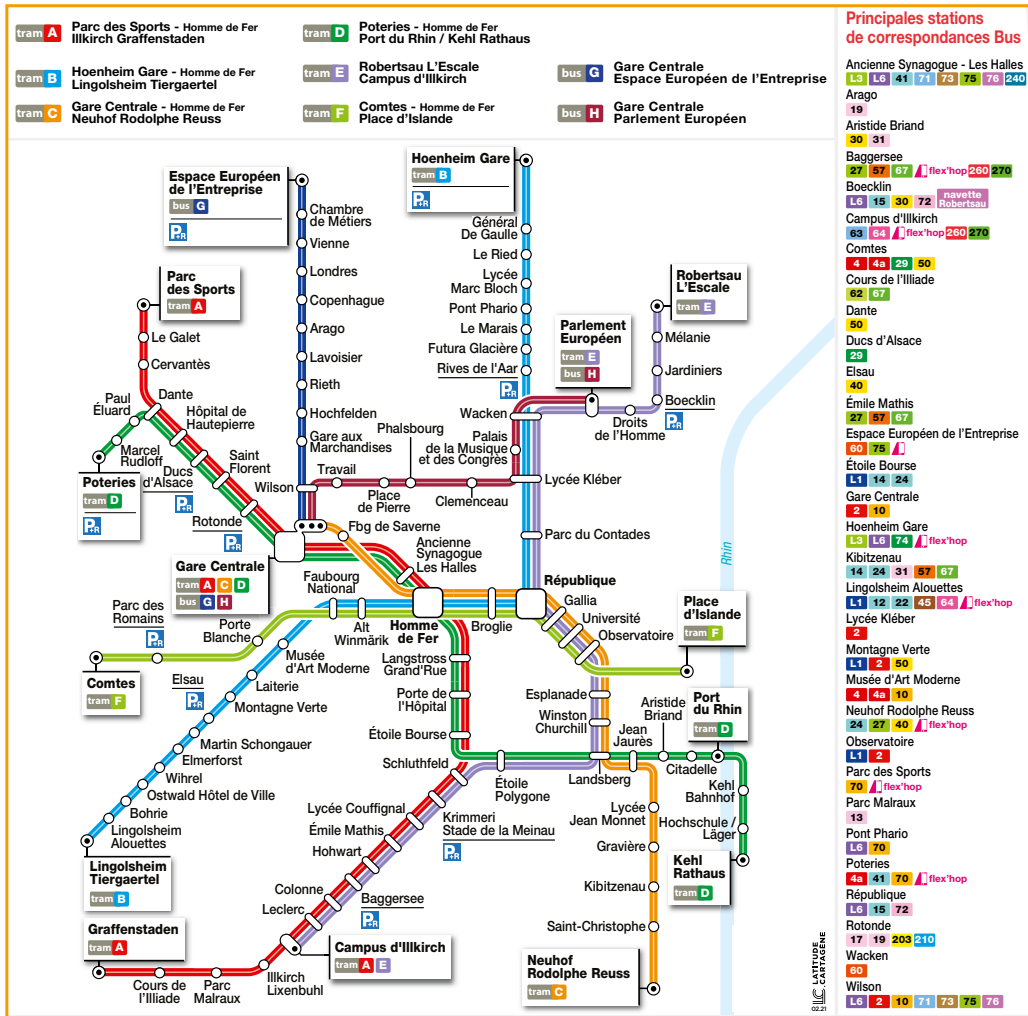 tram A Parc des Sports - Homme de Fer
Illkirch Graffenstaden
tram B Hoenheim Gare - Homme de Fer
Lingolsheim Tiergaertel
tram C Gare Centrale - Homme de Fer
Neuhof Rodolphe Reuss
tram D Poteries - Homme de Fer
Port du Rhin / Kehl Rathaus
tram E Robertsau L'Escale
Campus d'Illkirch
tram F Comtes - Homme de Fer
Place d'Islande
bus G Gare Centrale
Espace Européen de l'Entreprise
bus H Gare Centrale
Parlement Européen
Espace Européen
de l'Entreprise
bus G
P+R
Chambre
de Métiers
Vienne
Londres
Copenhague
Arago
Lavoisier
Rieth
Hochfelden
Gare aux
Marchandises
Wilson
Hoenheim Gare
tram B
P+R
Général
De Gaulle
Le Ried
Lycée
Marc Bloch
Pont Phario
Le Marais
Futura Glacière
Rives de l'Aar
P+R
Wacken
Palais
de la Musique
et des Congrès
Lycée Kléber
Parc du Contades
Parlement
Européen
tram E
bus H
Robertsau
L'Escale
tram E
Mélanie
Jardiniers
Boecklin
P+R
Droits
de l'Homme
Parc
des Sports
tram A
Le Galet
Cervantès
Dante
Paul
Éluard
Marcel
Rudloff
Poteries
tram D
P+R
Hôpital de
Hautepierre
Ducs
d'Alsace
P+R
Saint
Florent
Rotonde
P+R
Travail
Phalsbourg
Place
de Pierre
Clemenceau
Fbg de Saverne
Gare Centrale
tram A C D
bus G H
Ancienne
Synagogue
Les Halles
Faubourg
National
Alt
Winmärik
Homme
de Fer
Broglie
République
Gallia
Université
Observatoire
Place
d'Islande
tram F
Parc des
Romains
P+R
Porte
Blanche
Comtes
tram F
Musée
d'Art Moderne
Laiterie
Elsau
P+R
Montagne Verte
Martin Schongauer
Elmerforst
Wihrel
Ostwald Hôtel de Ville
Bohrie
Lingolsheim
Alouettes
Lingolsheim
Tiergaertel
tram B
Langstross
Grand'Rue
Porte de
l'Hôpital
Étoile Bourse
Schluthfeld
Étoile
Polygone
Krimmeri
Stade de la Meinau
P+R
Lycée Couffignal
Émile Mathis
Hohwart
Colonne
Leclerc
Baggersee
P+R
Campus d'Illkirch
tram A E
Illkirch
Lixenbuhl
Parc
Malraux
Cours de
l'Illiade
Graffenstaden
tram A
Esplanade
Winston
Churchill
Landsberg
Jean
Jaurès
Aristide
Briand
Citadelle
Port
du Rhin
tram D
Kehl
Bahnhof
Hochschule /
Läger
Kehl
Rathaus
tram D
Lycée
Jean Monnet
Gravière
Kibitzenau
Saint-Christophe
Neuhof
Rodolphe Reuss
tram C
Rhin
LATITUDE
CARTAGÈNE
02.21
Principales stations
de correspondances Bus
Ancienne Synagogue - Les Halles
L3 L6 41 71 73 75 76 240
Arago
19
Aristide Briand
30 31
Baggersee
27 57 67 flex'hop 260 270
Boecklin
L6 15 30 72 navette
Robertsau
Campus d'Illkirch
63 64 flex'hop 260 270
Comtes
4 4a 29 50
Cours de l'Illiade
62 67
Dante
50
Ducs d'Alsace
29
Elsau
40
Émile Mathis
27 57 67
Espace Européen de l'Entreprise
60 75
Étoile Bourse
L1 14 24
Gare Centrale
2 10
Hoenheim Gare
L3 L6 74 flex'hop
Kibitzenau
14 24 31 57 67
Lingolsheim Alouettes
L1 12 22 45 64 flex'hop
Lycée Kléber
2
Montagne Verte
L1 2 50
Musée d'Art Moderne
4 4a 10
Neuhof Rodolphe Reuss
24 27 40 flex'hop
Observatoire
L1 2
Parc des Sports
70 flex'hop
Parc Malraux
13
Pont Phario
L6 70
Poteries
4a 41 70 flex'hop
République
L6 15 72
Rotonde
17 19 203 210
Wacken
60
Wilson
L6 2 10 71 73 75 76